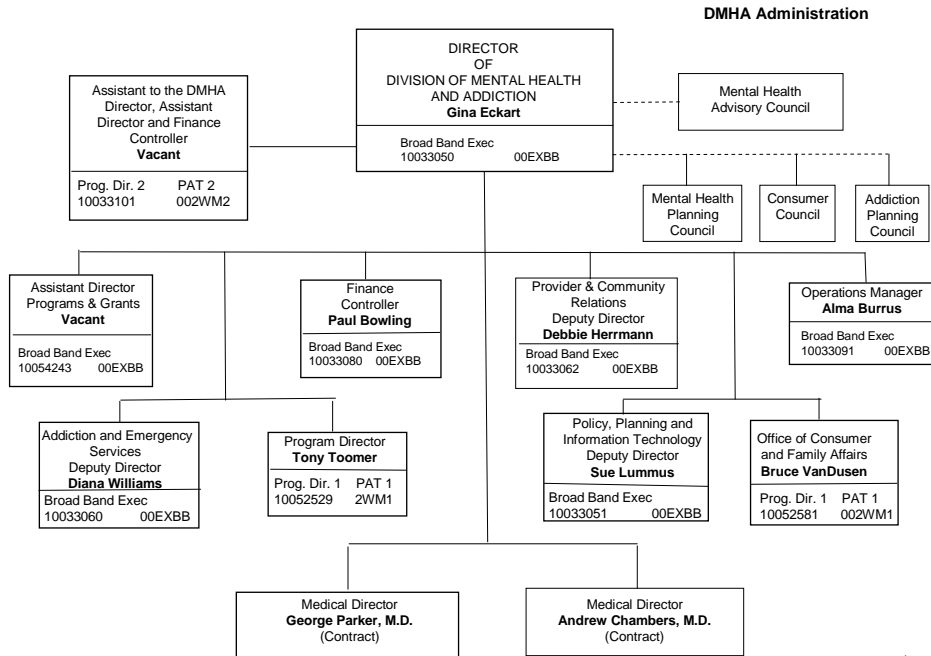 DMHA Administration
DIRECTOR
OF
DIVISION OF MENTAL HEALTH
AND ADDICTION
Gina Eckart
Broad Band Exec
10033050 00EXBB
Assistant to the DMHA
Director, Assistant
Director and Finance
Controller
Vacant
Prog. Dir. 2 PAT 2
10033101 002WM2
Mental Health
Advisory Council
Mental Health
Planning
Council
Consumer
Council
Addiction
Planning
Council
Assistant Director
Programs & Grants
Vacant
Broad Band Exec
10054243 00EXBB
Finance
Controller
Paul Bowling
Broad Band Exec
10033080 00EXBB
Provider & Community
Relations
Deputy Director
Debbie Herrmann
Broad Band Exec
10033062 00EXBB
Operations Manager
Alma Burrus
Broad Band Exec
10033091 00EXBB
Addiction and Emergency
Services
Deputy Director
Diana Williams
Broad Band Exec
10033060 00EXBB
Program Director
Tony Toomer
Prog. Dir. 1 PAT 1
10052529 2WM1
Policy, Planning and
Information Technology
Deputy Director
Sue Lummus
Broad Band Exec
10033051 00EXBB
Office of Consumer
and Family Affairs
Bruce VanDusen
Prog. Dir. 1 PAT 1
10052581 002WM1
Medical Director
George Parker, M.D.
(Contract)
Medical Director
Andrew Chambers, M.D.
(Contract)